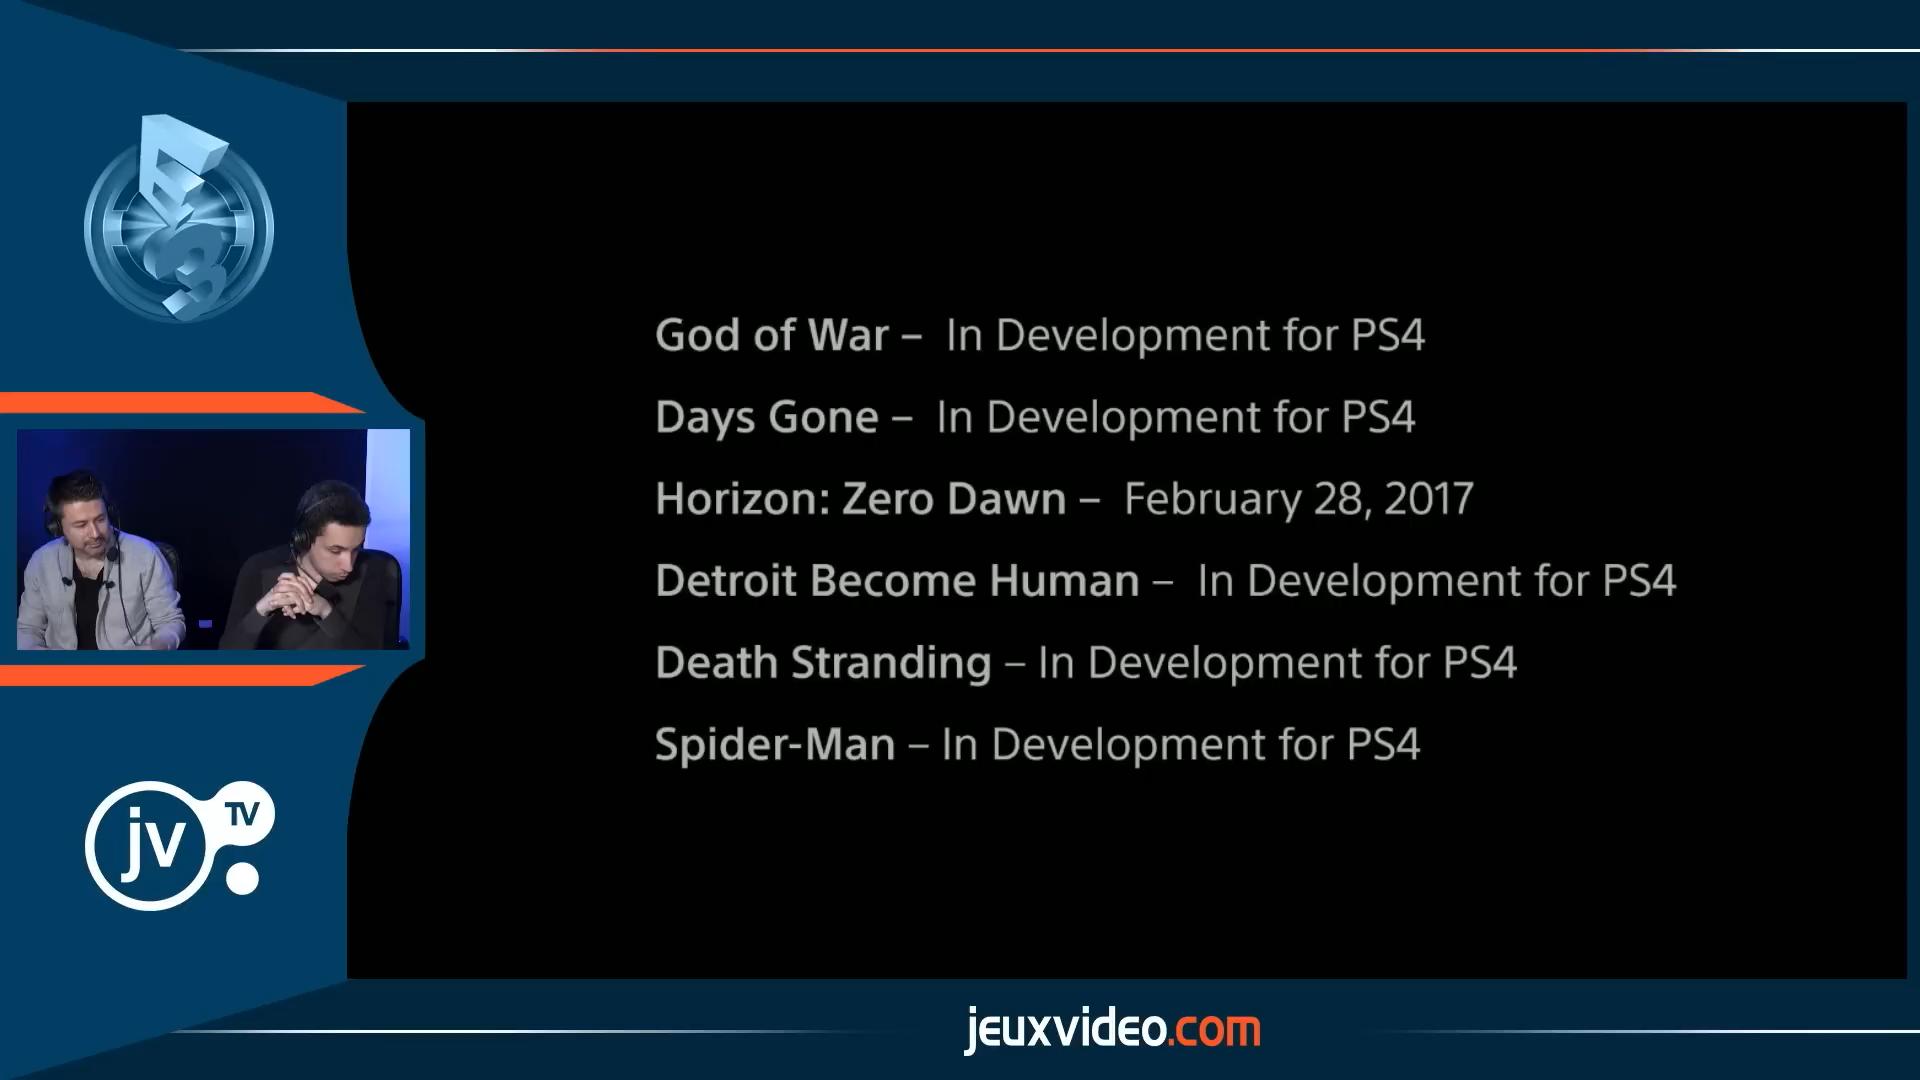 E3
God of War – In Development for PS4
Days Gone – In Development for PS4
Horizon: Zero Dawn – February 28, 2017
Detroit Become Human – In Development for PS4
Death Stranding – In Development for PS4
Spider-Man – In Development for PS4
jv TV
jeuxvideo.com